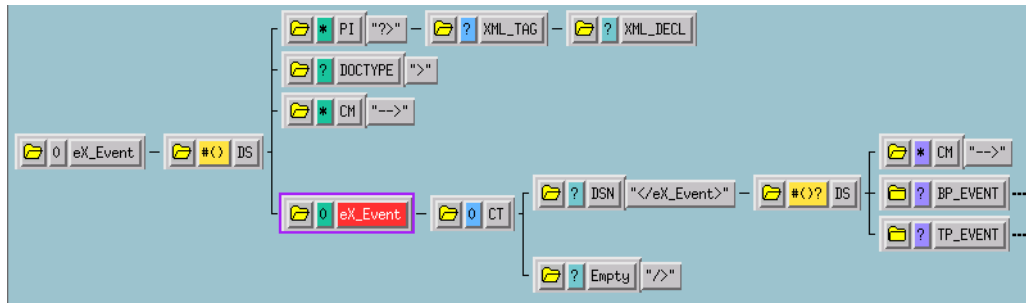 * PI "?>" ? XML_TAG ? XML_DECL
? DOCTYPE ">"
* CM "-->"
0 eX_Event #() DS
* CM "-->"
? DSN "</eX_Event>" #()? DS ? BP_EVENT
0 eX_Event 0 CT
? TP_EVENT
? Empty "/>"